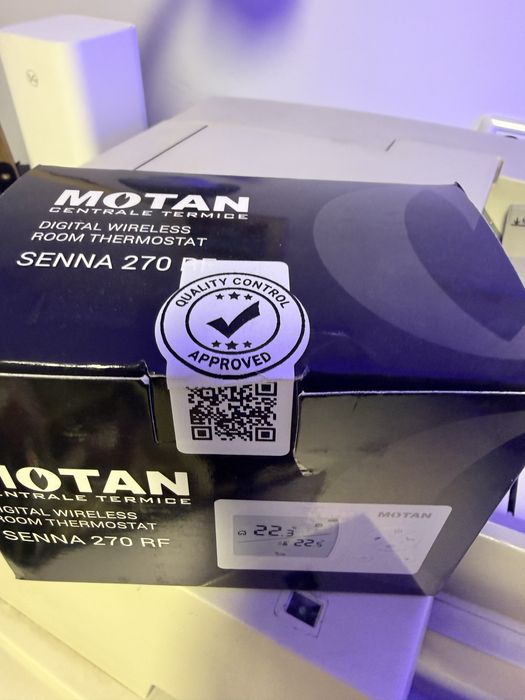 MOTAN
CENTRALE TERMICE
DIGITAL WIRELESS
ROOM THERMOSTAT
SENNA 270 RF
QUALITY CONTROL
APPROVED
MOTAN
CENTRALE TERMICE
DIGITAL WIRELESS
ROOM THERMOSTAT
SENNA 270 RF
MOTAN
22.3
22.5